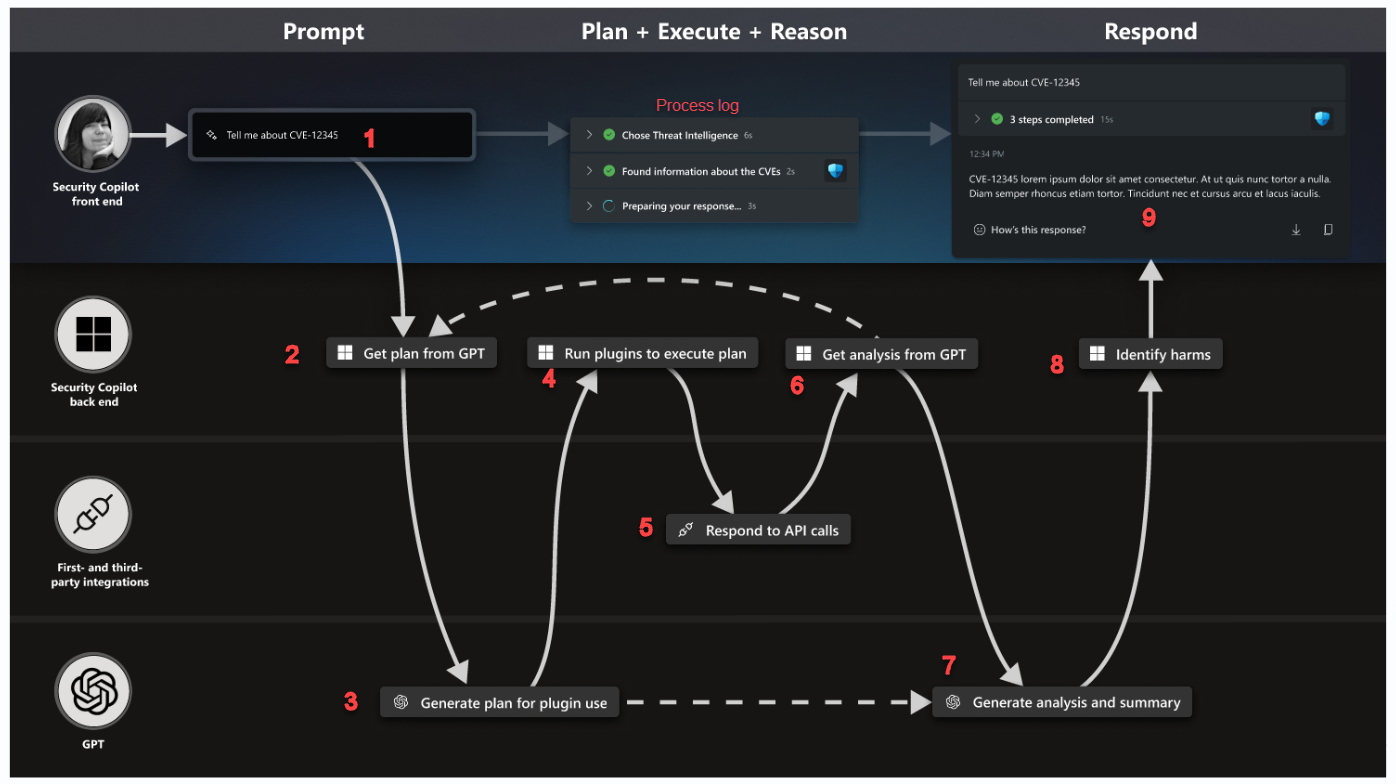 Prompt
Plan + Execute + Reason
Respond
Security Copilot
front end
Tell me about CVE-12345
1
Process log
Chose Threat Intelligence 6s
Found information about the CVEs 2s
Preparing your response... 3s
Tell me about CVE-12345
3 steps completed 15s
12:34 PM
CVE-12345 lorem ipsum dolor sit amet consectetur. At ut quis nunc tortor a nulla.
Diam semper rhoncus etiam tortor. Tincidunt nec et cursus arcu et lacus iaculis.
9
How's this response?
Security Copilot
back end
2
Get plan from GPT
Run plugins to execute plan
4
Get analysis from GPT
6
8
Identify harms
First- and third-
party integrations
5
Respond to API calls
GPT
3
Generate plan for plugin use
7
Generate analysis and summary